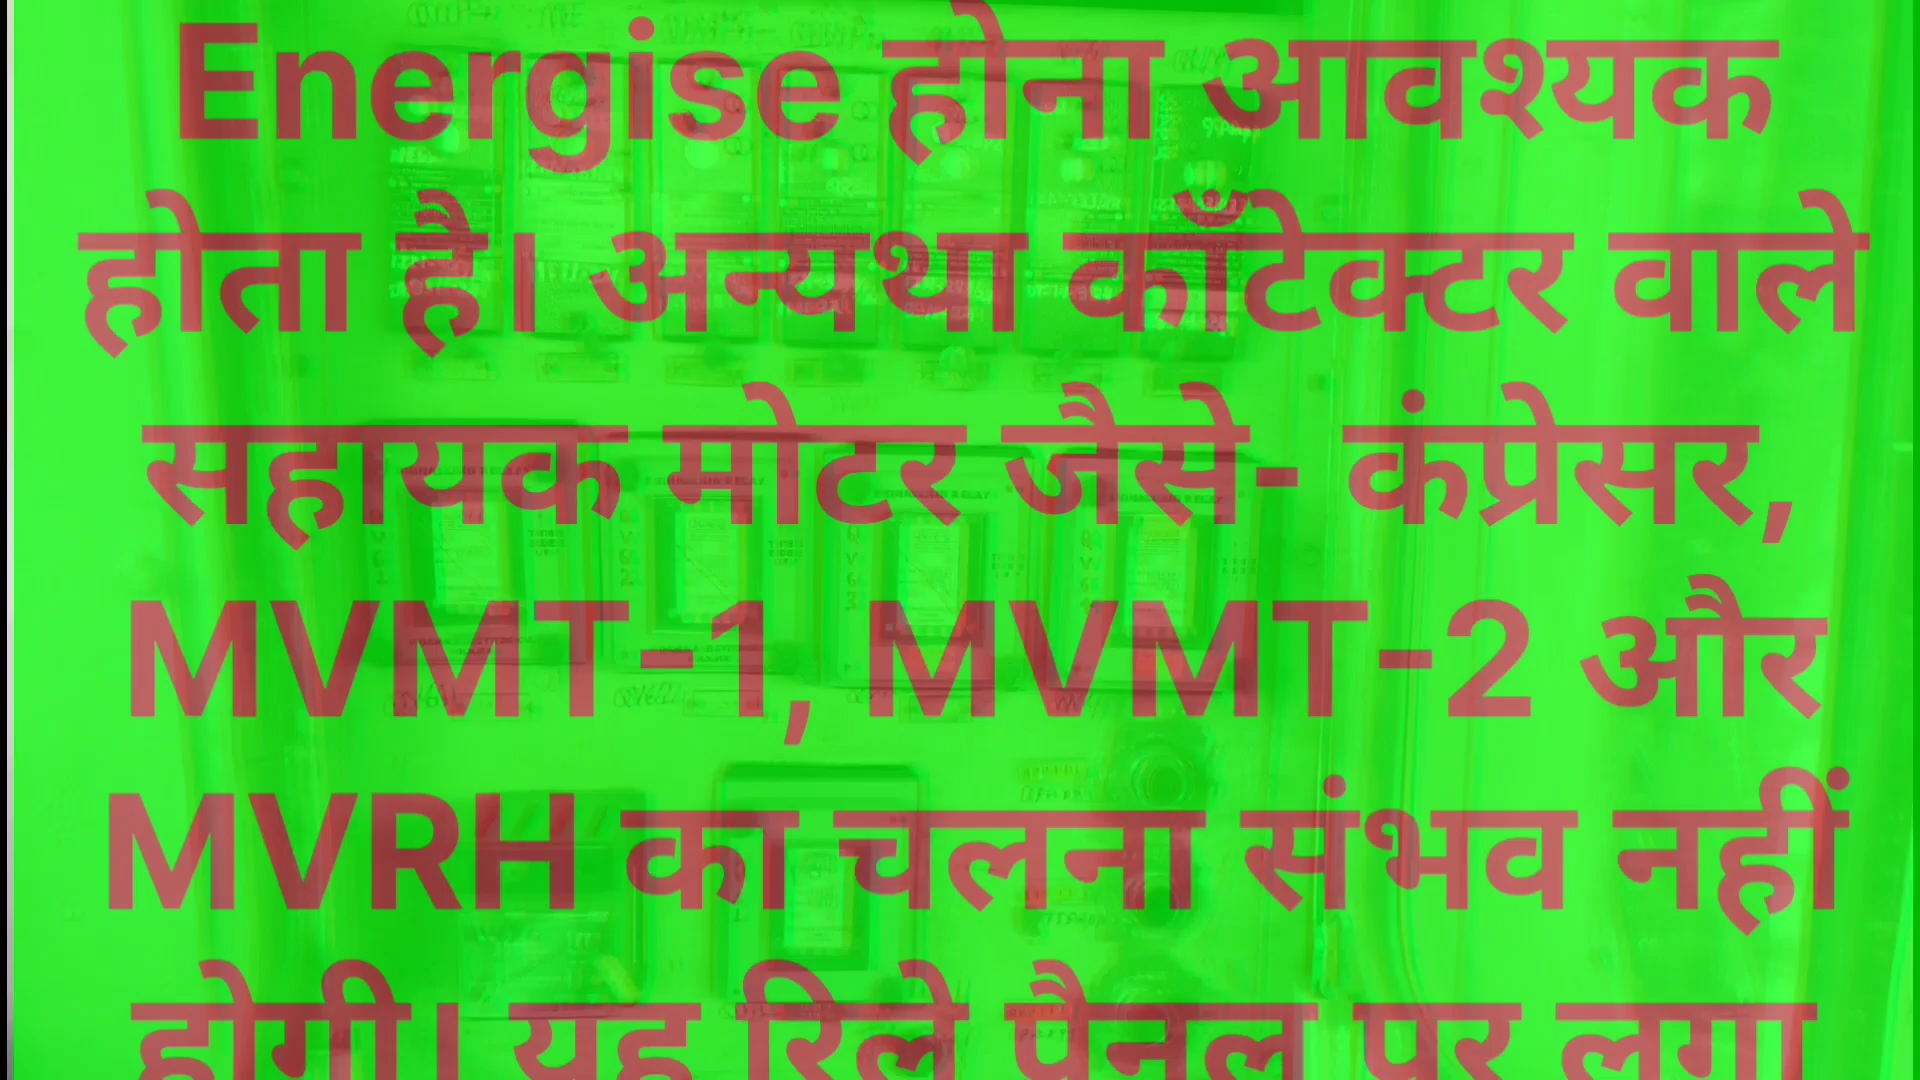 Energise होना आवश्यक
होता है। अन्यथा कॉंटेक्टर वाले
सहायक मोटर जैसे- कंप्रेसर,
MVMT-1, MVMT-2 और
MVRH का चलना संभव नहीं
होगी। यह रिले पैनल पर लगा